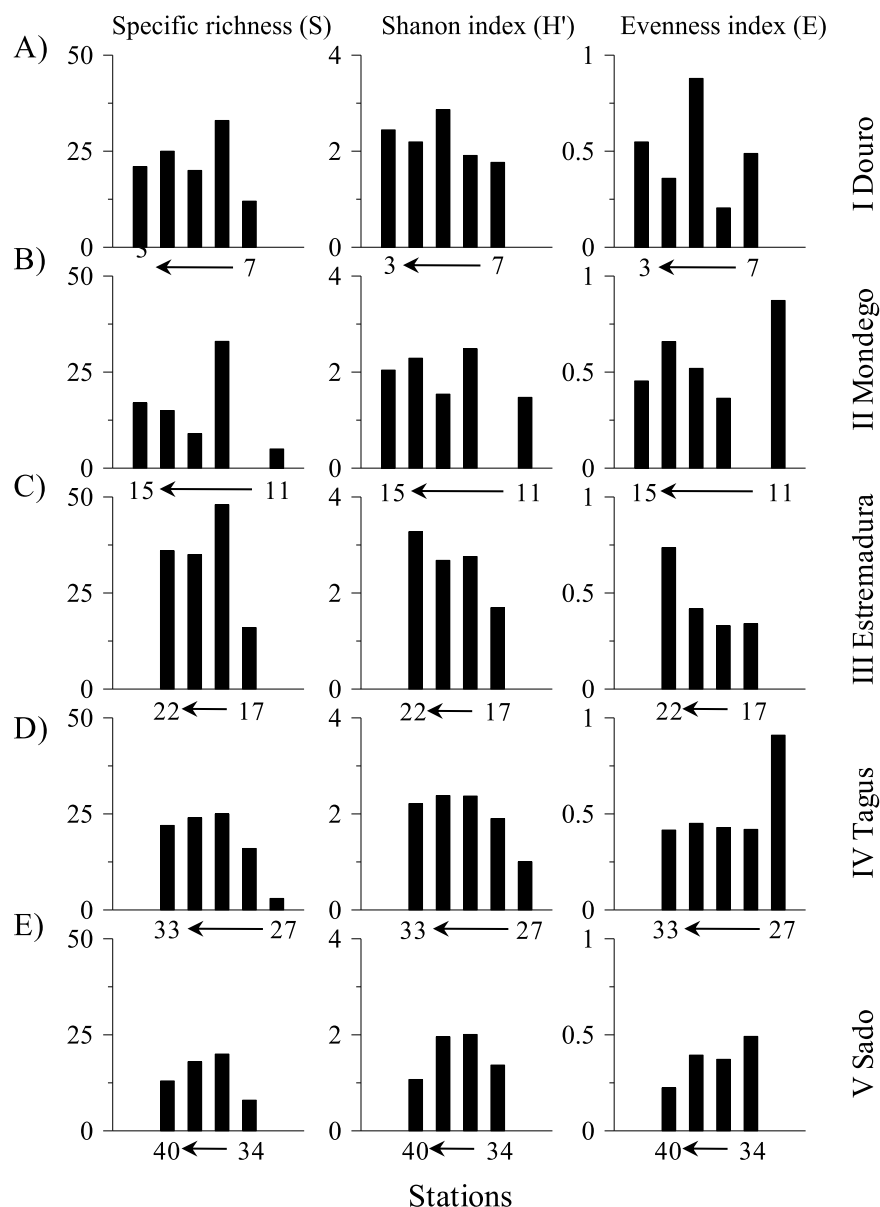 Specific richness (S) Shanon index (H') Evenness index (E)
A)
50 25 0
4 2 0
1 0.5 0
I Douro
3 7
3 7
3 7
B)
50 25 0
4 2 0
1 0.5 0
II Mondego
15 11
15 11
15 11
C)
50 25 0
4 2 0
1 0.5 0
III Estremadura
22 17
22 17
22 17
D)
50 25 0
4 2 0
1 0.5 0
IV Tagus
33 27
33 27
33 27
E)
50 25 0
4 2 0
1 0.5 0
V Sado
40 34
40 34
40 34
Stations